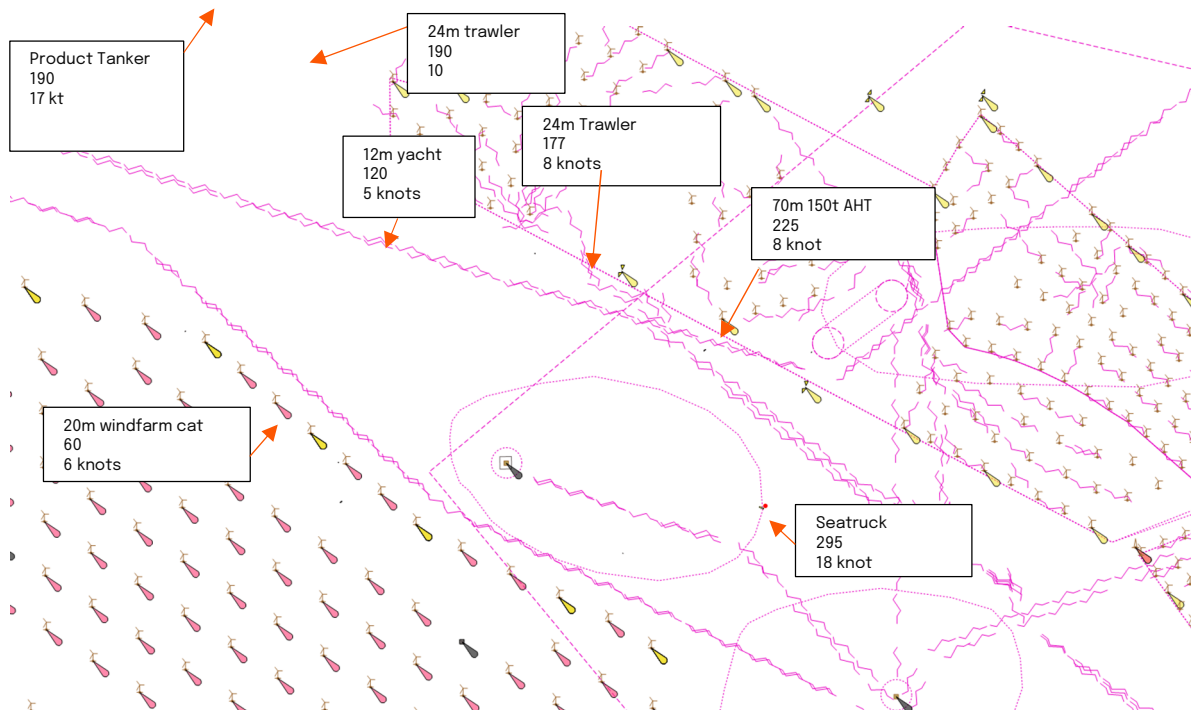 Product Tanker
190
17 kt
24m trawler
190
10
12m yacht
120
5 knots
24m Trawler
177
8 knots
70m 150t AHT
225
8 knot
20m windfarm cat
60
6 knots
Seatruck
295
18 knot